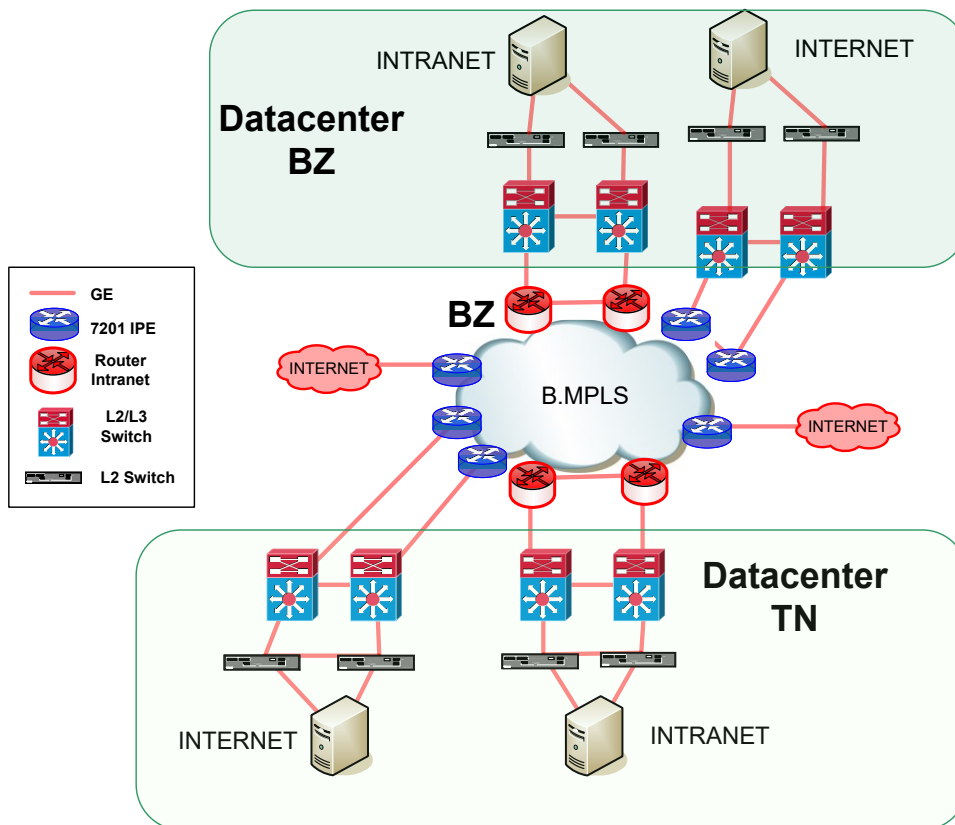 INTRANET
INTERNET
Datacenter
BZ
GE
7201 IPE
Router
Intranet
L2/L3
Switch
L2 Switch
BZ
INTERNET
B.MPLS
INTERNET
Datacenter
TN
INTERNET
INTRANET